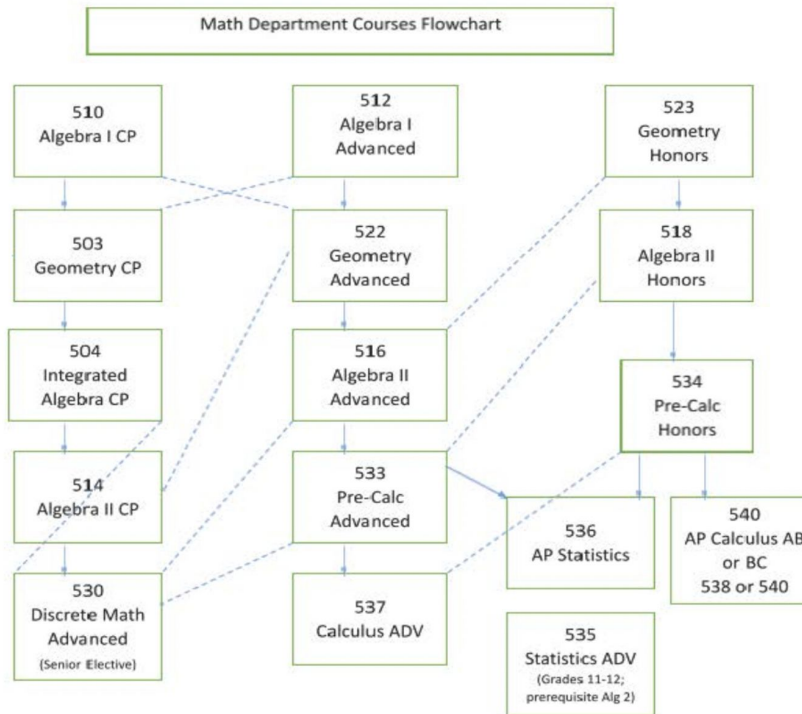 Math Department Courses Flowchart
510
Algebra I CP
512
Algebra I
Advanced
523
Geometry
Honors
503
Geometry CP
522
Geometry
Advanced
518
Algebra II
Honors
504
Integrated
Algebra CP
516
Algebra II
Advanced
534
Pre-Calc
Honors
514
Algebra II CP
533
Pre-Calc
Advanced
536
AP Statistics
540
AP Calculus AB
or BC
538 or 540
530
Discrete Math
Advanced
(Senior Elective)
537
Calculus ADV
535
Statistics ADV
(Grades 11-12;
prerequisite Alg 2)